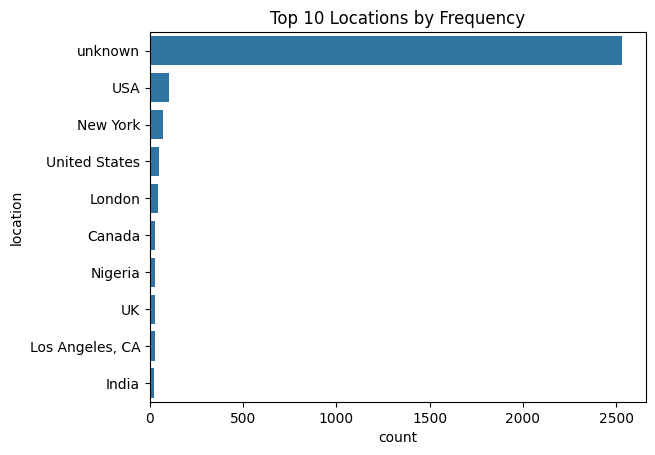 Top 10 Locations by Frequency
unknown
USA
New York
United States
London
Canada
Nigeria
UK
Los Angeles, CA
India
location
0
500
1000
1500
2000
2500
count